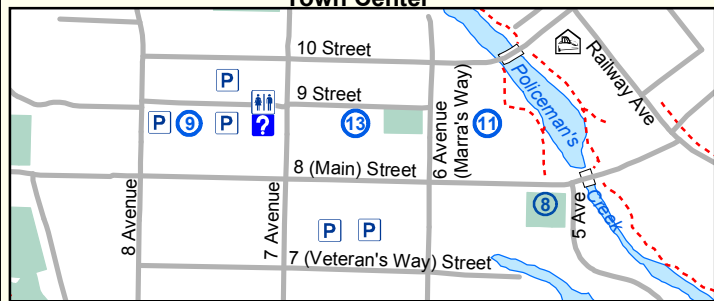 Town Center
10 Street
Railway Ave
P
9 Street
Policeman's
6 Avenue
(Marra's Way)
P
9
P
?
13
11
8 (Main) Street
8 Avenue
7 Avenue
8
5 Ave
Creek
P
P
7 (Veteran's Way) Street